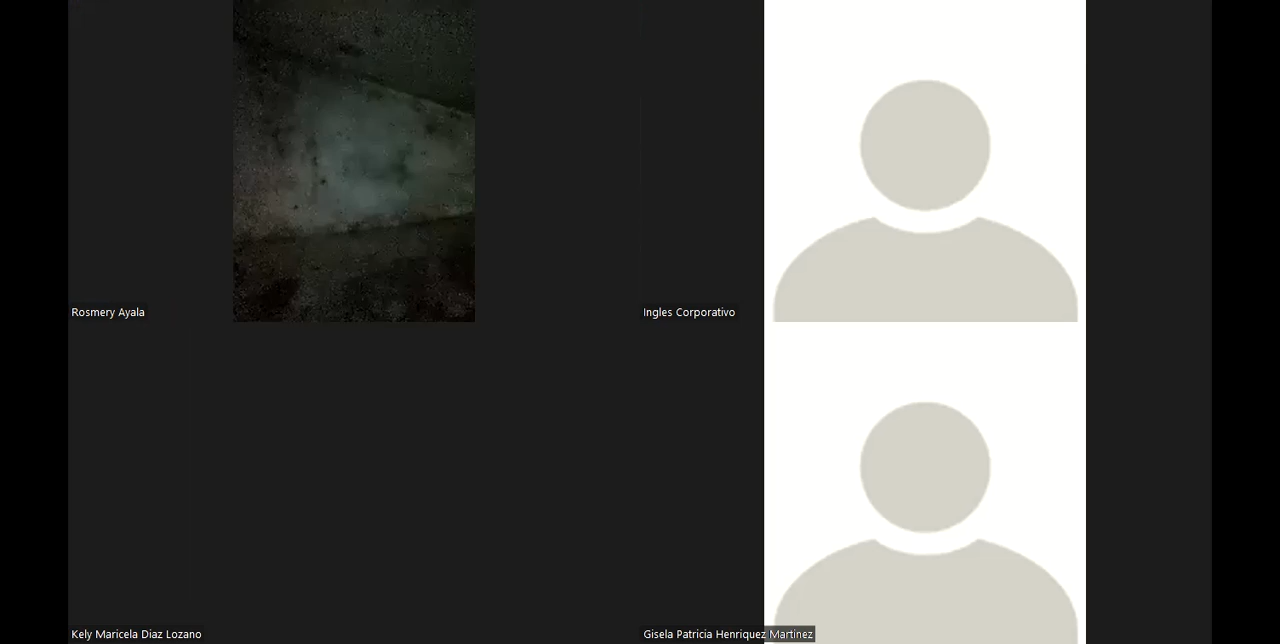 Rosmery Ayala
Ingles Corporativo
Kely Maricela Diaz Lozano
Gisela Patricia Henriquez Martinez